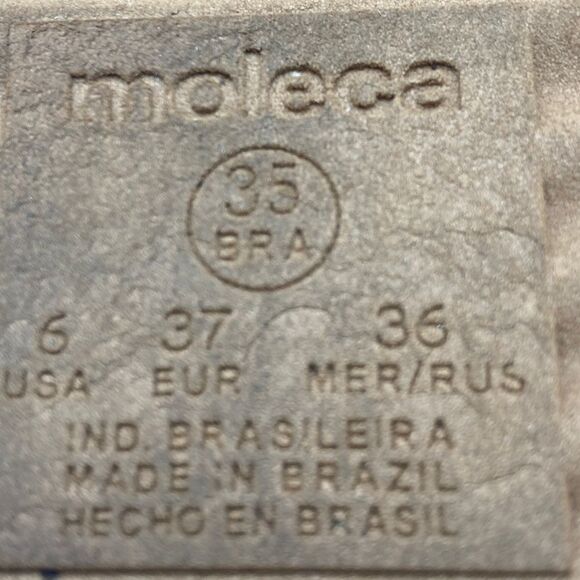 moleca
35
BRA
6 37 36
USA EUR MER/RUS
IND. BRASILEIRA
MADE IN BRAZIL
HECHO EN BRASIL